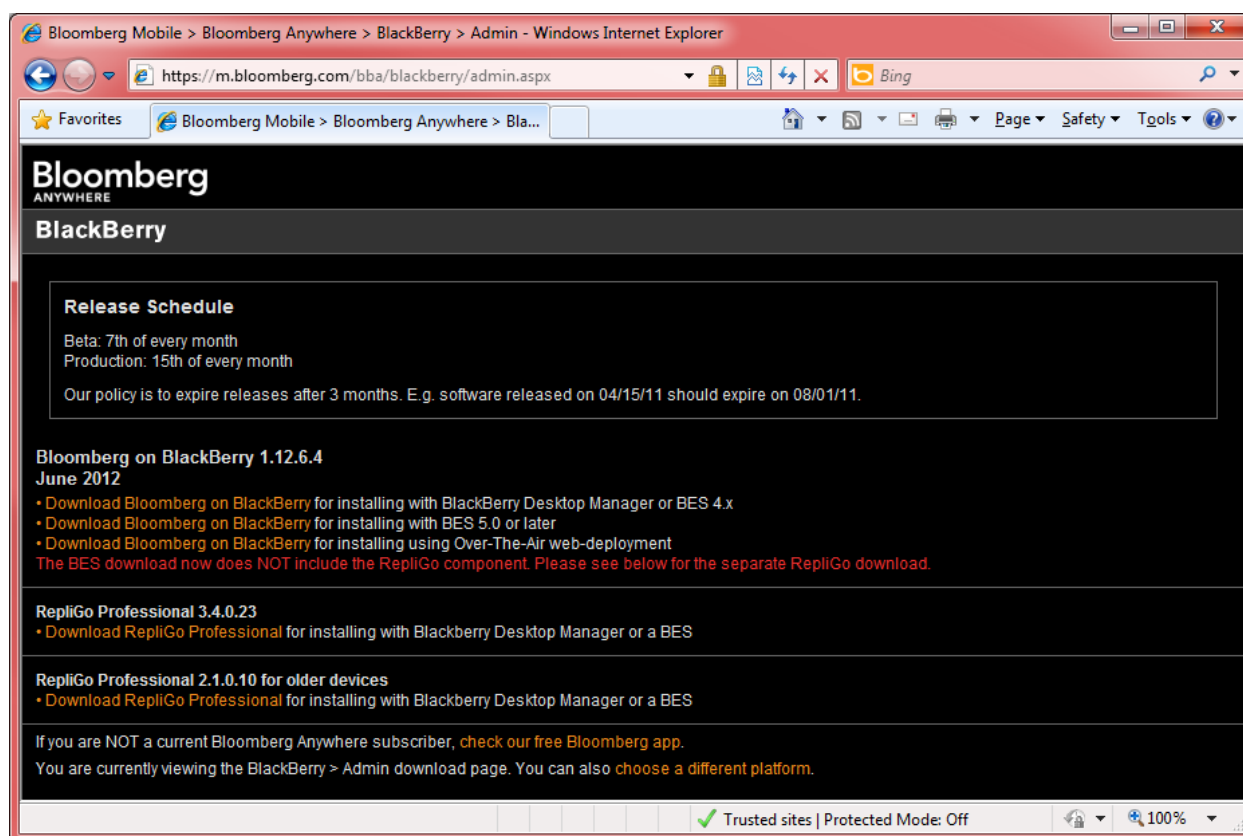 Bloomberg Mobile > Bloomberg Anywhere > BlackBerry > Admin - Windows Internet Explorer
https://m.bloomberg.com/bba/blackberry/admin.aspx
Bing
Favorites
Bloomberg Mobile > Bloomberg Anywhere > Bla...
Page
Safety
Tools
Bloomberg
ANYWHERE
BlackBerry
Release Schedule
Beta: 7th of every month
Production: 15th of every month
Our policy is to expire releases after 3 months. E.g. software released on 04/15/11 should expire on 08/01/11.
Bloomberg on BlackBerry 1.12.6.4
June 2012
• Download Bloomberg on BlackBerry for installing with BlackBerry Desktop Manager or BES 4.x
• Download Bloomberg on BlackBerry for installing with BES 5.0 or later
• Download Bloomberg on BlackBerry for installing using Over-The-Air web-deployment
The BES download now does NOT include the RepliGo component. Please see below for the separate RepliGo download.
RepliGo Professional 3.4.0.23
• Download RepliGo Professional for installing with Blackberry Desktop Manager or a BES
RepliGo Professional 2.1.0.10 for older devices
• Download RepliGo Professional for installing with Blackberry Desktop Manager or a BES
If you are NOT a current Bloomberg Anywhere subscriber, check our free Bloomberg app.
You are currently viewing the BlackBerry > Admin download page. You can also choose a different platform.
Trusted sites | Protected Mode: Off
100%